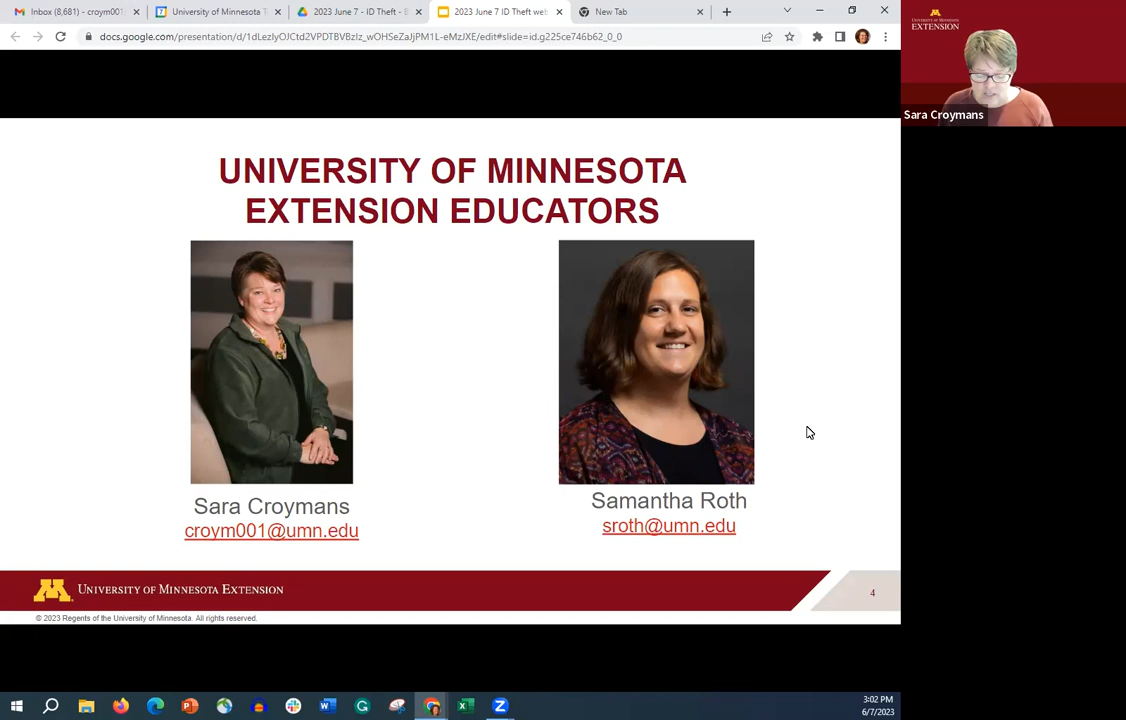 Inbox (8,681) - croym001
University of Minnesota T
2023 June 7 - ID Theft - E
2023 June 7 ID Theft web
New Tab
docs.google.com/presentation/d/1dLezIyOJCtd2VPDTBVBzIz_wOHSeZaJjPM1L-eMzJXE/edit#slide=id.g225ce746b62_0_0
EXTENSION
Sara Croymans
UNIVERSITY OF MINNESOTA
EXTENSION EDUCATORS
Sara Croymans
croym001@umn.edu
Samantha Roth
sroth@umn.edu
UNIVERSITY OF MINNESOTA EXTENSION
4
© 2023 Regents of the University of Minnesota. All rights reserved.
3:02 PM
6/7/2023